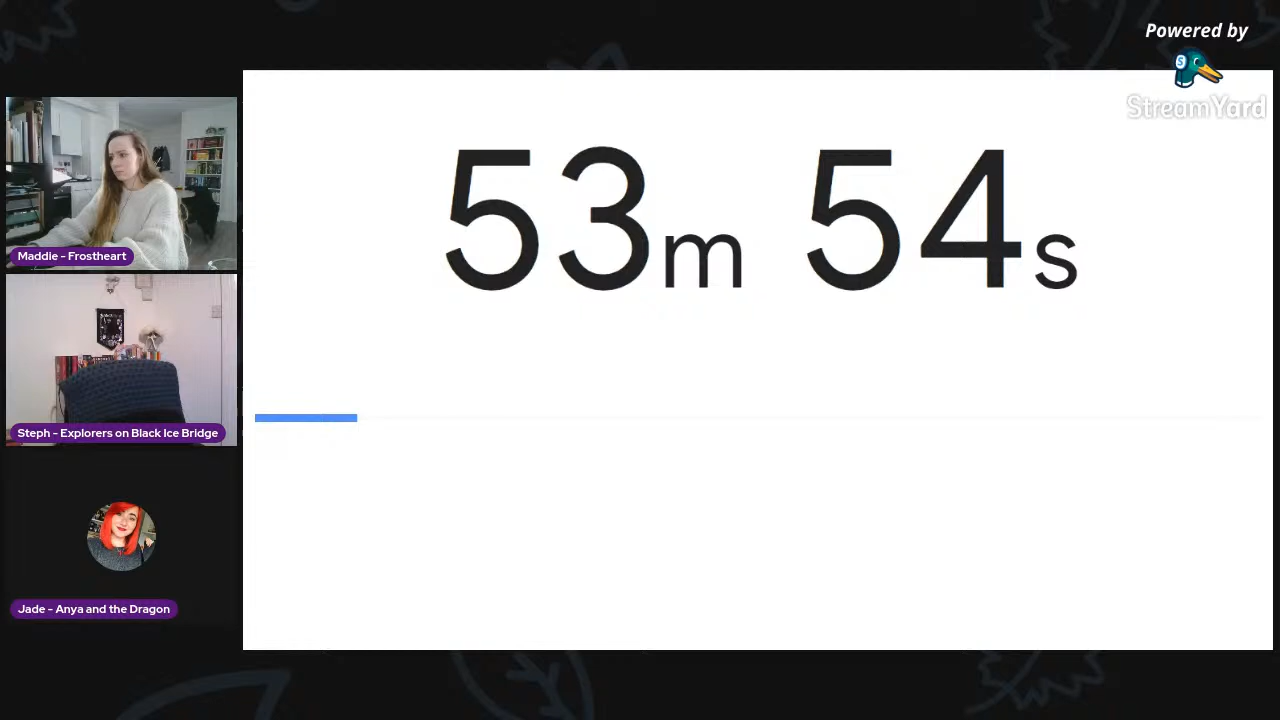 Powered by
StreamYard
53m 54s
Maddie - Frostheart
Steph - Explorers on Black Ice Bridge
Jade - Anya and the Dragon